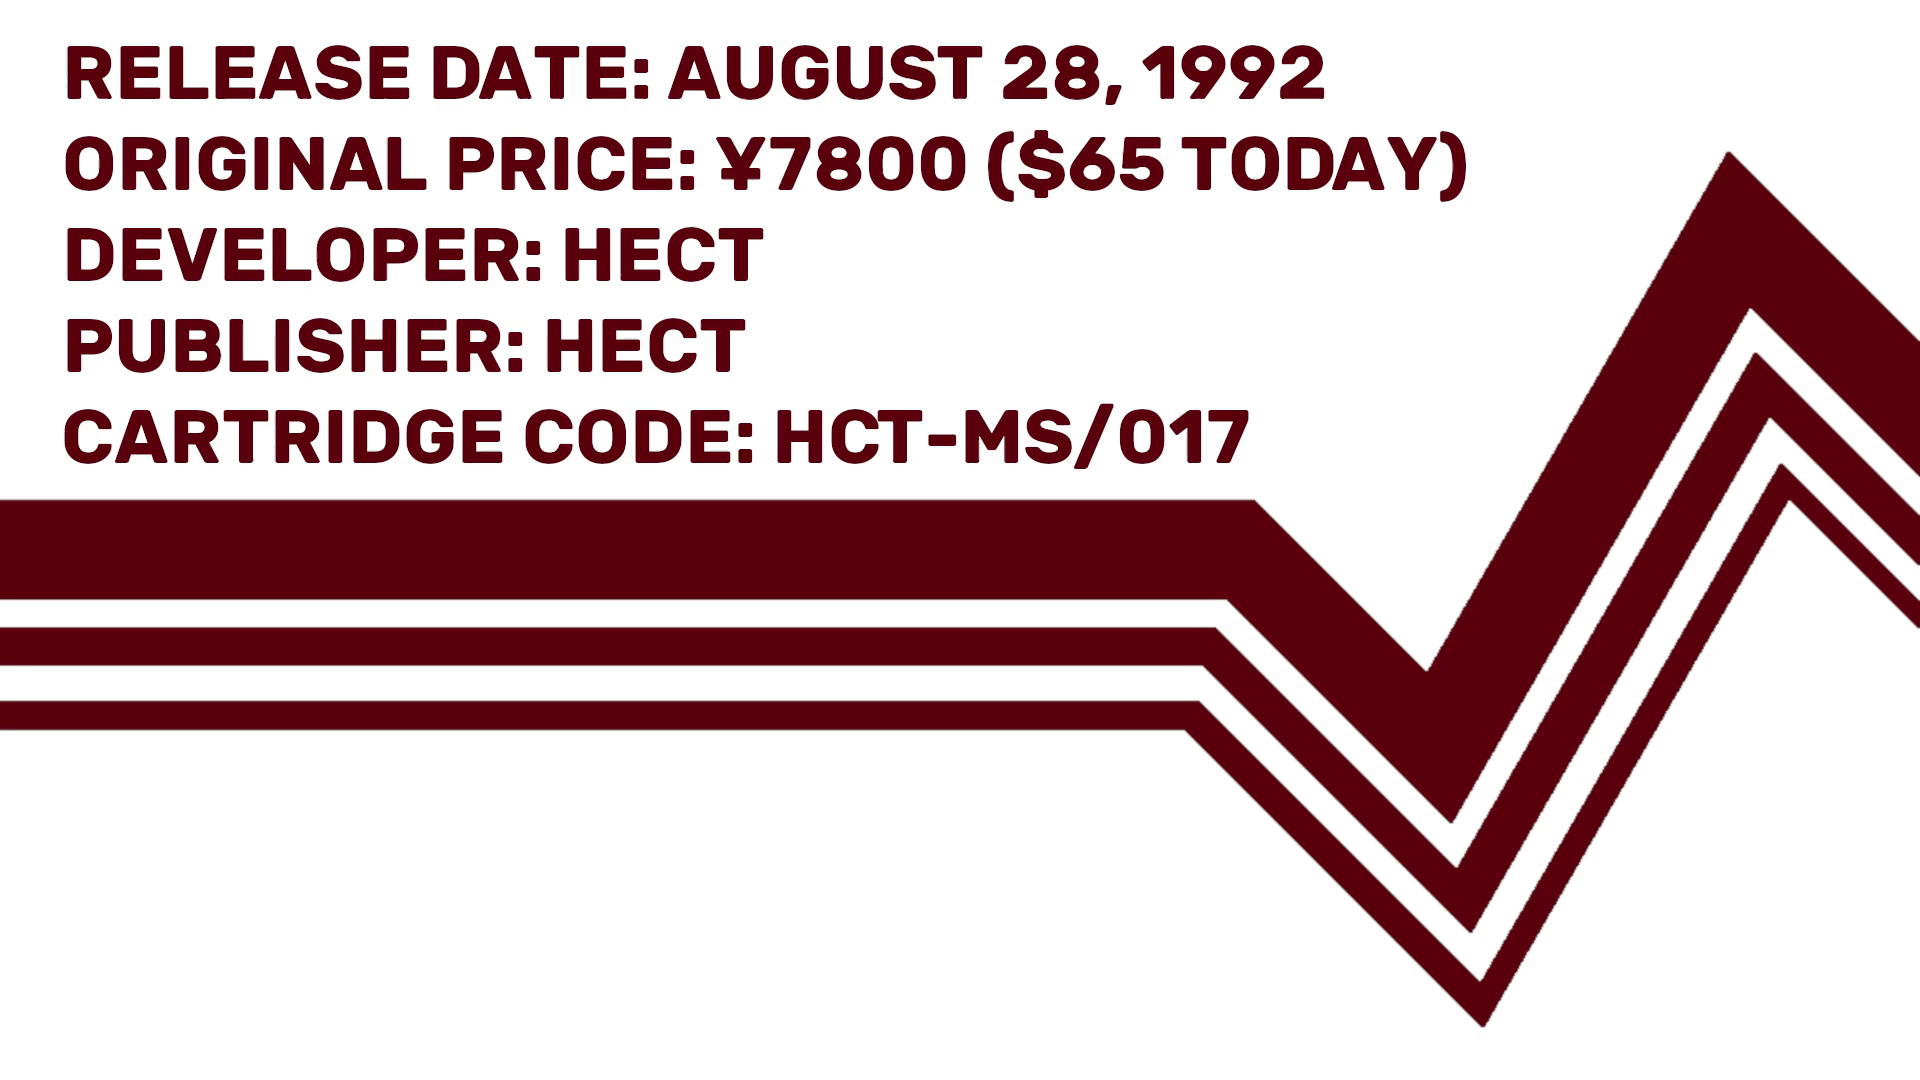 RELEASE DATE: AUGUST 28, 1992
ORIGINAL PRICE: ¥7800 ($65 TODAY)
DEVELOPER: HECT
PUBLISHER: HECT
CARTRIDGE CODE: HCT-MS/017